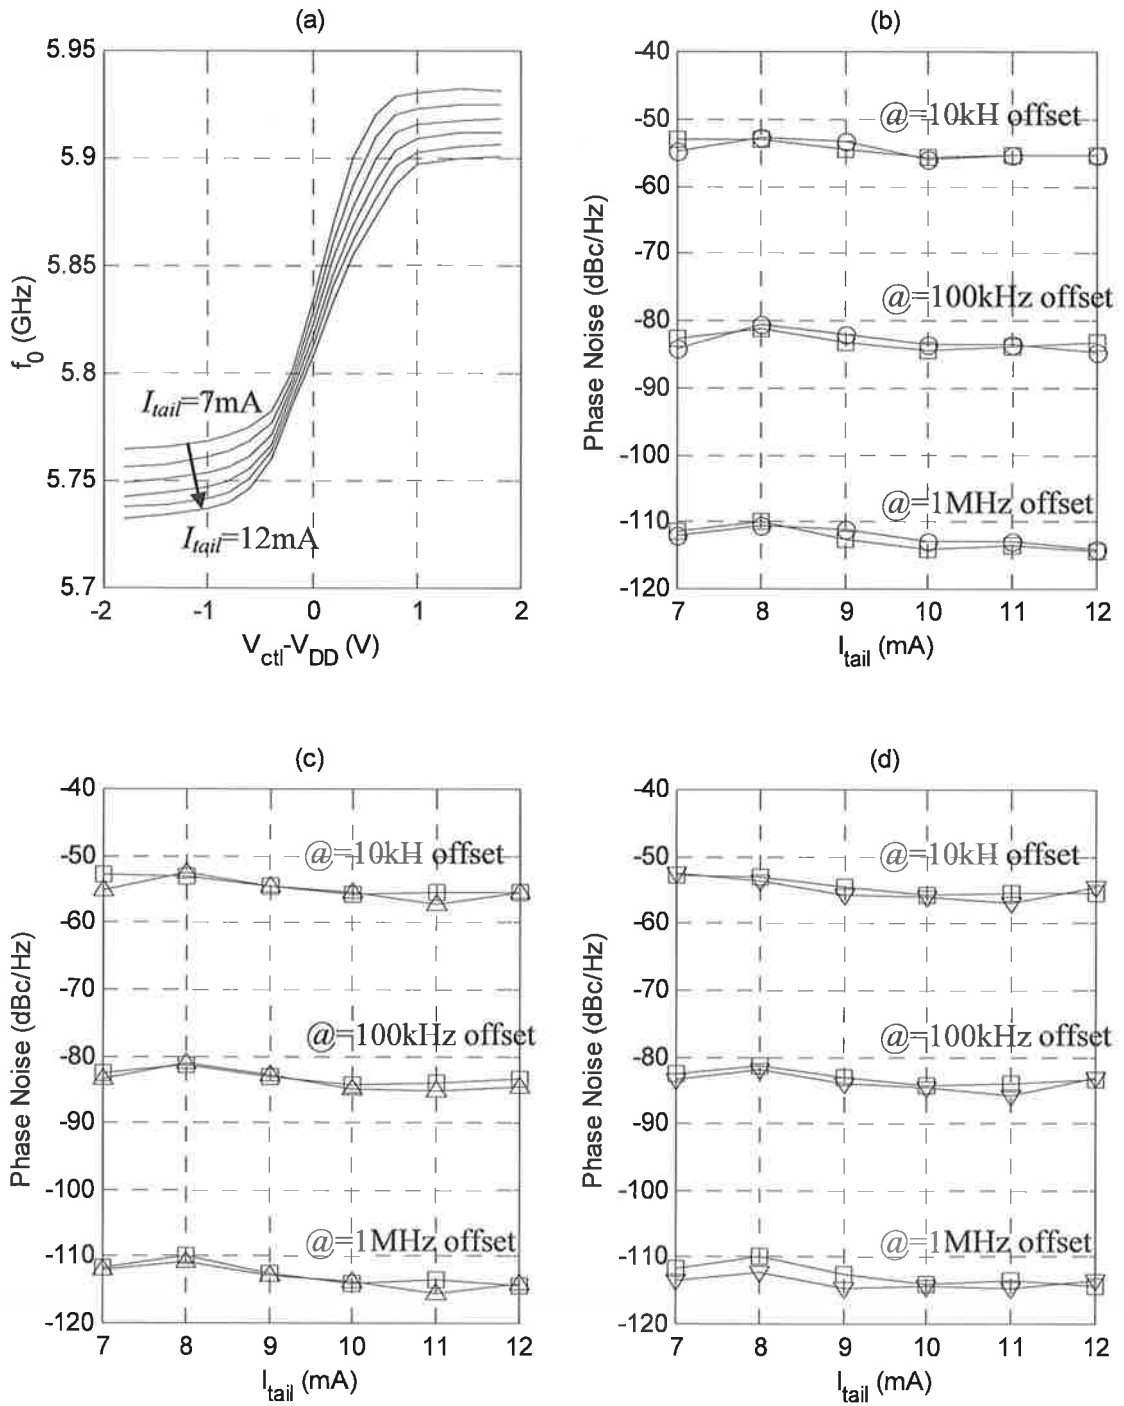 (a)
5.95
5.9
5.85
5.8
5.75
5.7
f0 (GHz)
Itail=7mA
Itail=12mA
-2 -1 0 1 2
Vctl-VDD (V)
(b)
-40
-50
-60
-70
-80
-90
-100
-110
-120
Phase Noise (dBc/Hz)
@=10kH offset
@=100kHz offset
@=1MHz offset
7 8 9 10 11 12
Itail (mA)
(c)
-40
-50
-60
-70
-80
-90
-100
-110
-120
Phase Noise (dBc/Hz)
@=10kH offset
@=100kHz offset
@=1MHz offset
7 8 9 10 11 12
Itail (mA)
(d)
-40
-50
-60
-70
-80
-90
-100
-110
-120
Phase Noise (dBc/Hz)
@=10kH offset
@=100kHz offset
@=1MHz offset
7 8 9 10 11 12
Itail (mA)